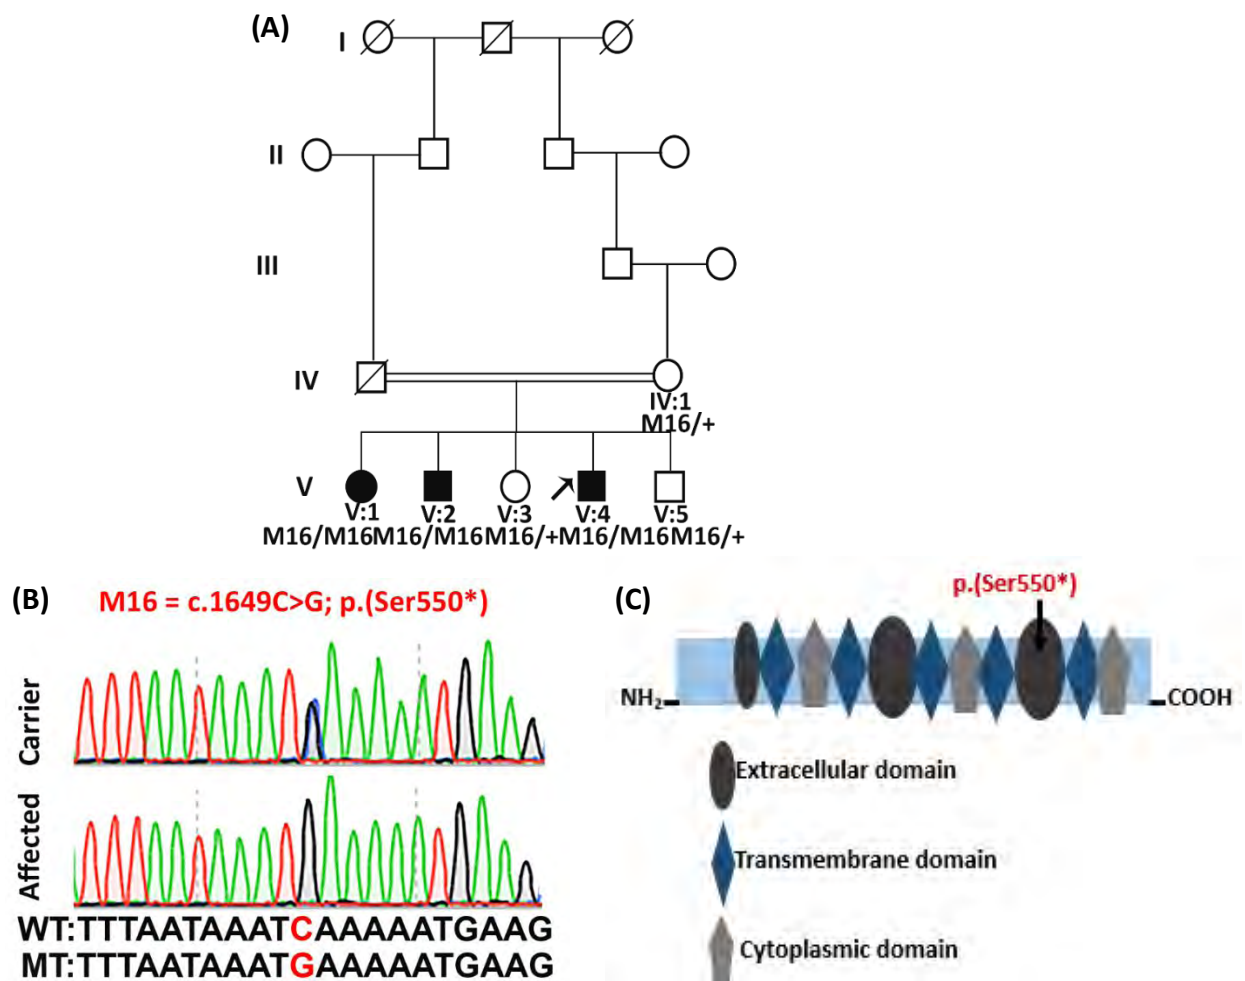 (A)
I
II
III
IV
IV:1
M16/+
V
V:1 V:2 V:3 V:4 V:5
M16/M16M16/M16M16/+M16/M16M16/+
(B)
M16 = c.1649C>G; p.(Ser550*)
Carrier
Affected
WT:TTTAATAAATCAAAAATGAAG
MT:TTTAATAAATGAAAAATGAAG
(C)
p.(Ser550*)
NH2 COOH
Extracellular domain
Transmembrane domain
Cytoplasmic domain